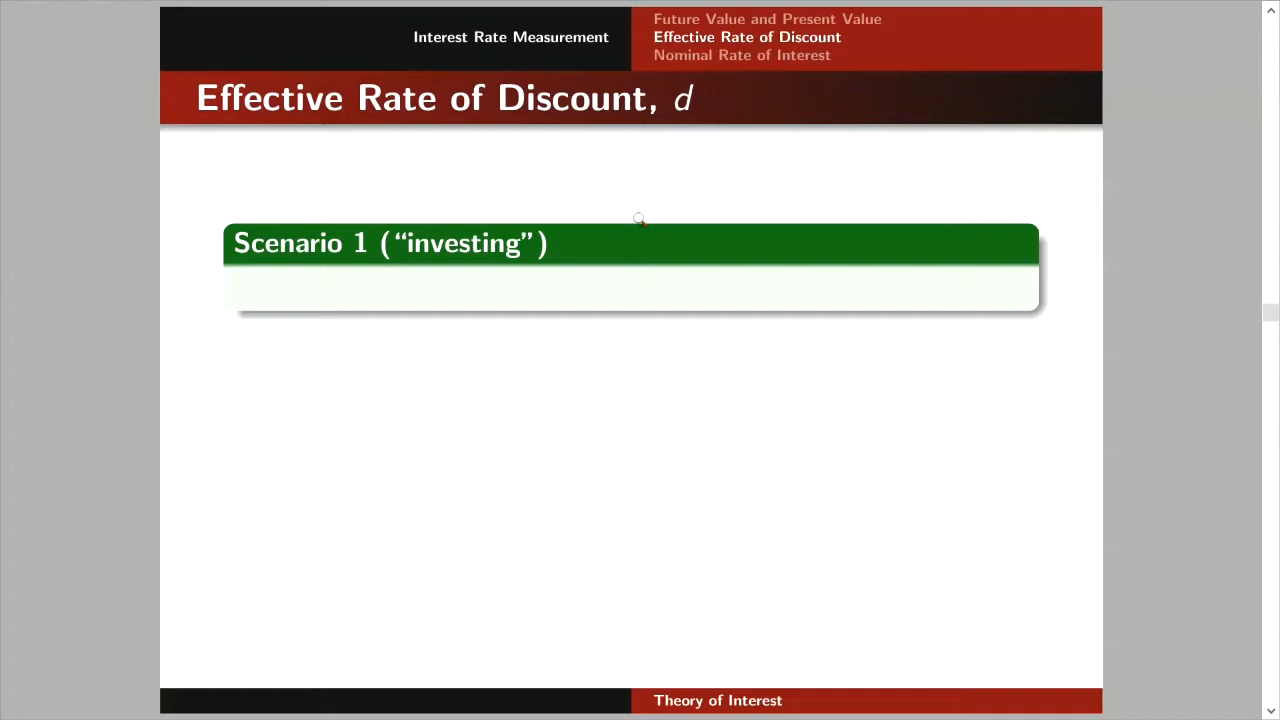 Interest Rate Measurement
Future Value and Present Value
Effective Rate of Discount
Nominal Rate of Interest
Effective Rate of Discount, d
Scenario 1 (“investing”)
Theory of Interest